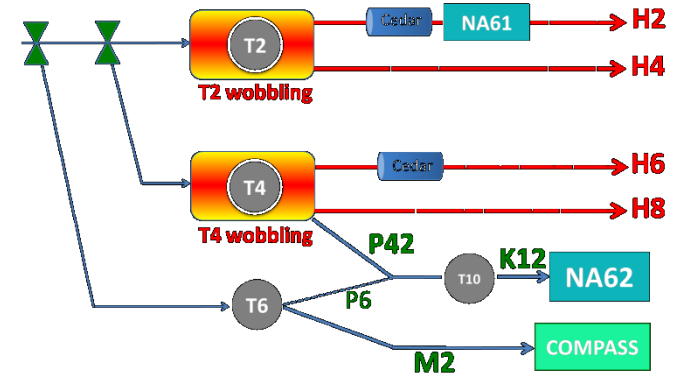 T2
Cedar
NA61
H2
H4
T2 wobbling
T4
Cedar
H6
H8
T4 wobbling
P42
K12
T10
NA62
P6
T6
M2
COMPASS